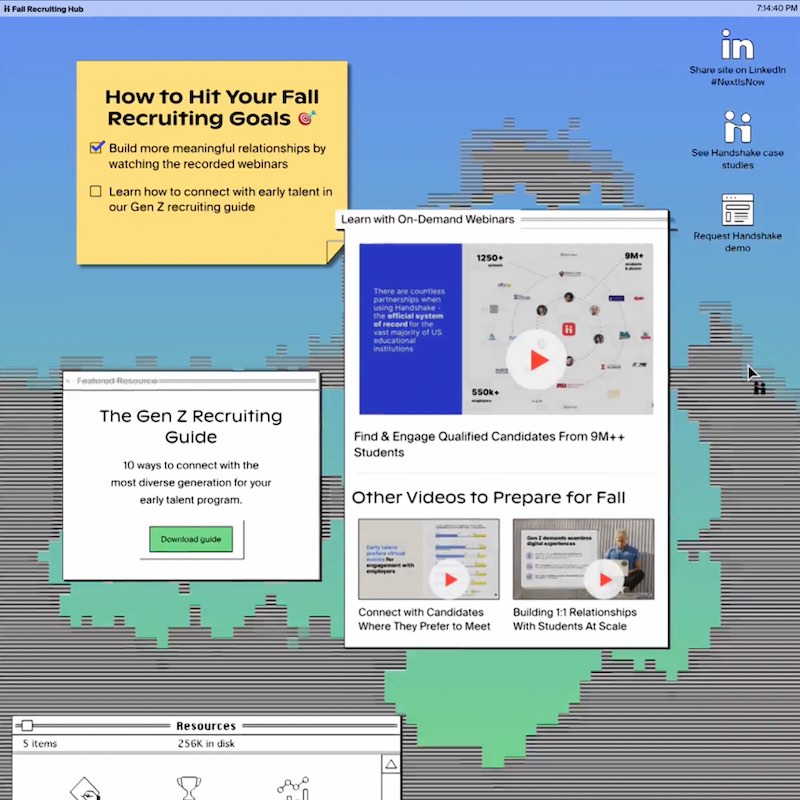 Fall Recruiting Hub
7:14:40 PM
Share site on LinkedIn
#NextIsNow
See Handshake case
studies
Request Handshake
demo
How to Hit Your Fall
Recruiting Goals
Build more meaningful relationships by
watching the recorded webinars
Learn how to connect with early talent in
our Gen Z recruiting guide
Learn with On-Demand Webinars
There are countless
partnerships when
using Handshake -
the official system
of record for the
vast majority of US
educational
institutions
1250+
schools
9M+
550k+
employers
Find & Engage Qualified Candidates From 9M++
Students
Other Videos to Prepare for Fall
Early talent
prefers virtual
events for
engagement with
employers
Connect with Candidates
Where They Prefer to Meet
Gen Z demands seamless
digital experiences
Building 1:1 Relationships
With Students At Scale
Featured Resource
The Gen Z Recruiting
Guide
10 ways to connect with the
most diverse generation for your
early talent program.
Download guide
Resources
5 items
256K in disk